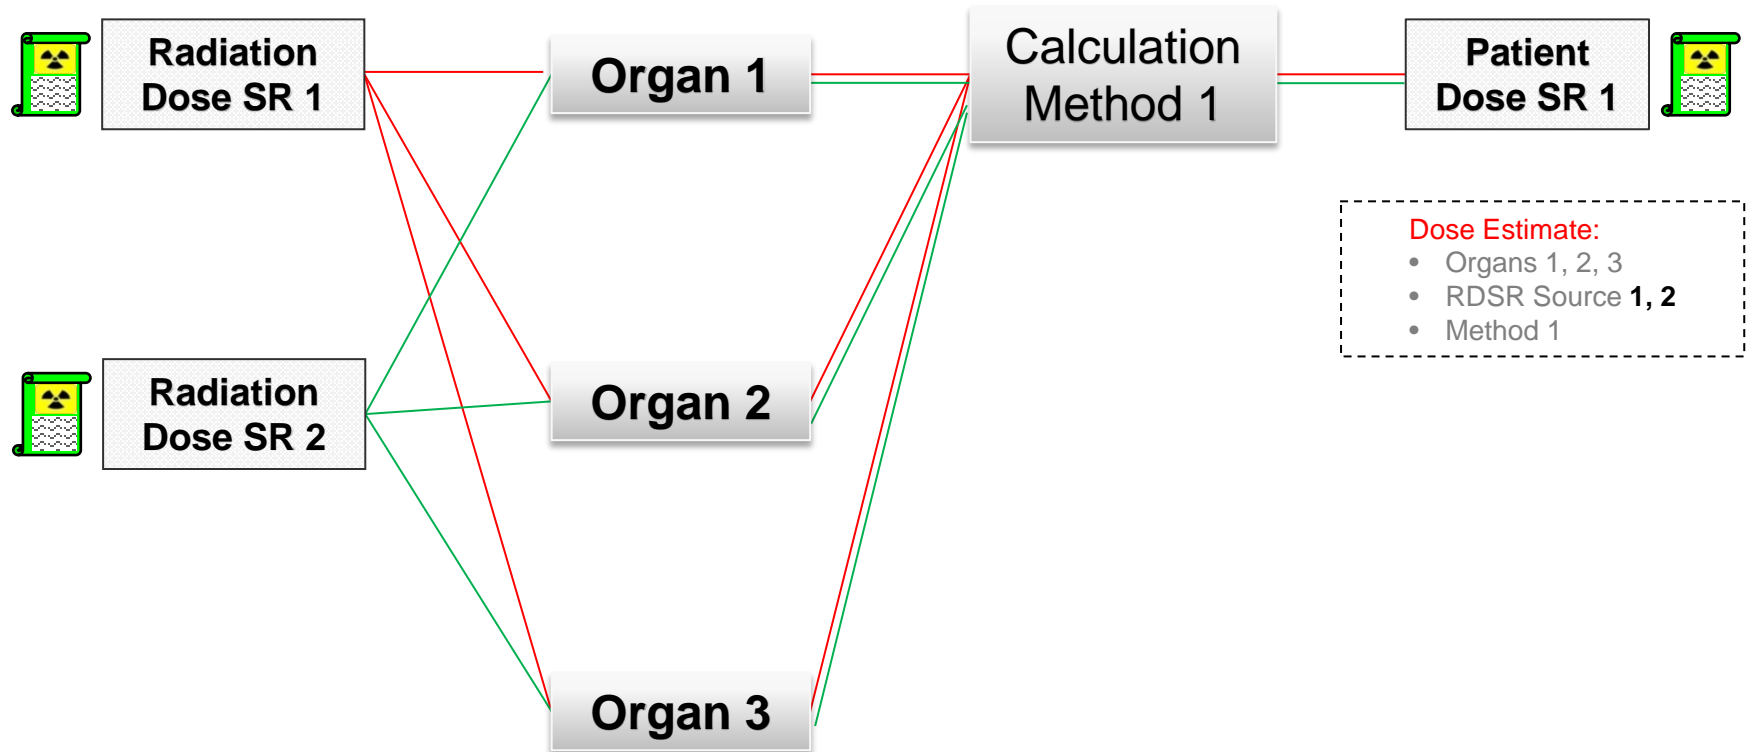 Radiation
Dose SR 1
Organ 1
Calculation
Method 1
Patient
Dose SR 1
Dose Estimate:
• Organs 1, 2, 3
• RDSR Source 1, 2
• Method 1
Radiation
Dose SR 2
Organ 2
Organ 3